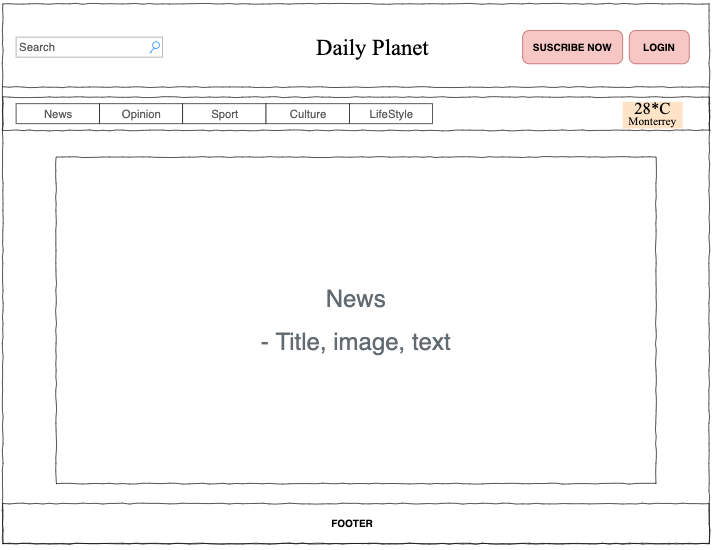 Search
Daily Planet
SUSCRIBE NOW
LOGIN
News
Opinion
Sport
Culture
LifeStyle
28*C
Monterrey
News
- Title, image, text
FOOTER